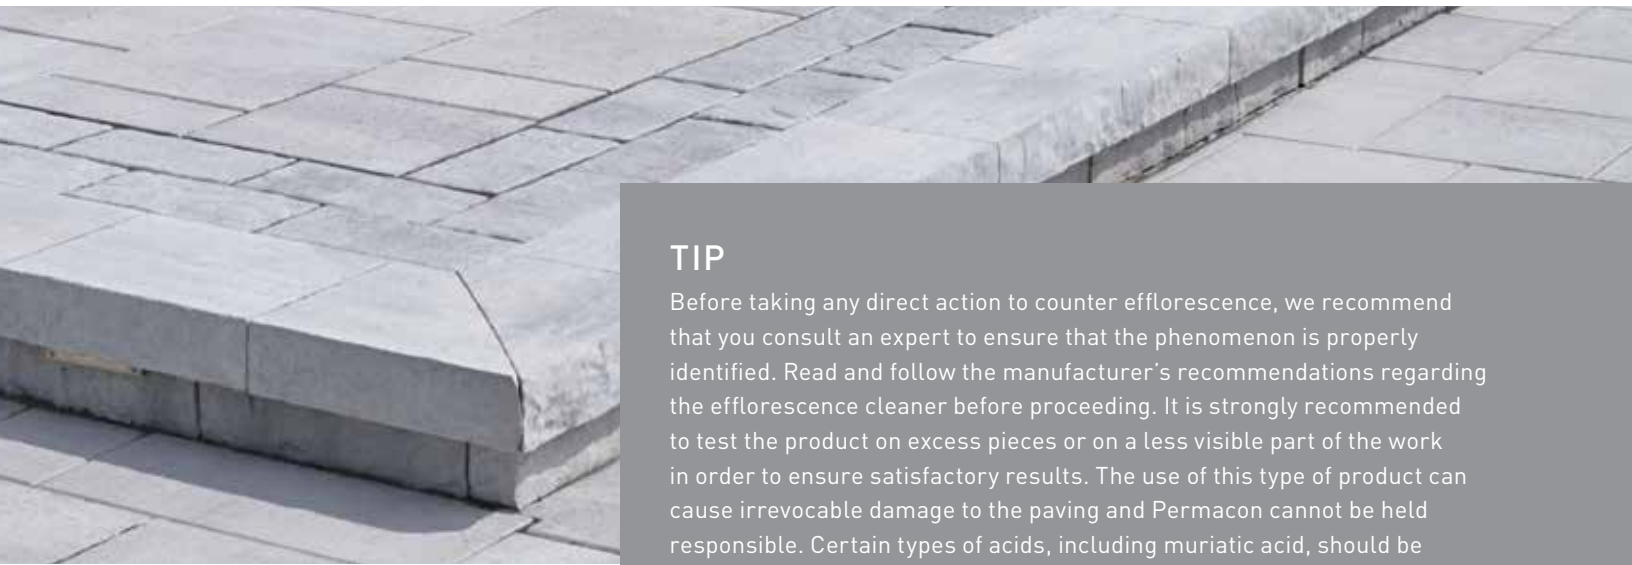 TIP
Before taking any direct action to counter efflorescence, we recommend
that you consult an expert to ensure that the phenomenon is properly
identified. Read and follow the manufacturer's recommendations regarding
the efflorescence cleaner before proceeding. It is strongly recommended
to test the product on excess pieces or on a less visible part of the work
in order to ensure satisfactory results. The use of this type of product can
cause irrevocable damage to the paving and Permacon cannot be held
responsible. Certain types of acids, including muriatic acid, should be